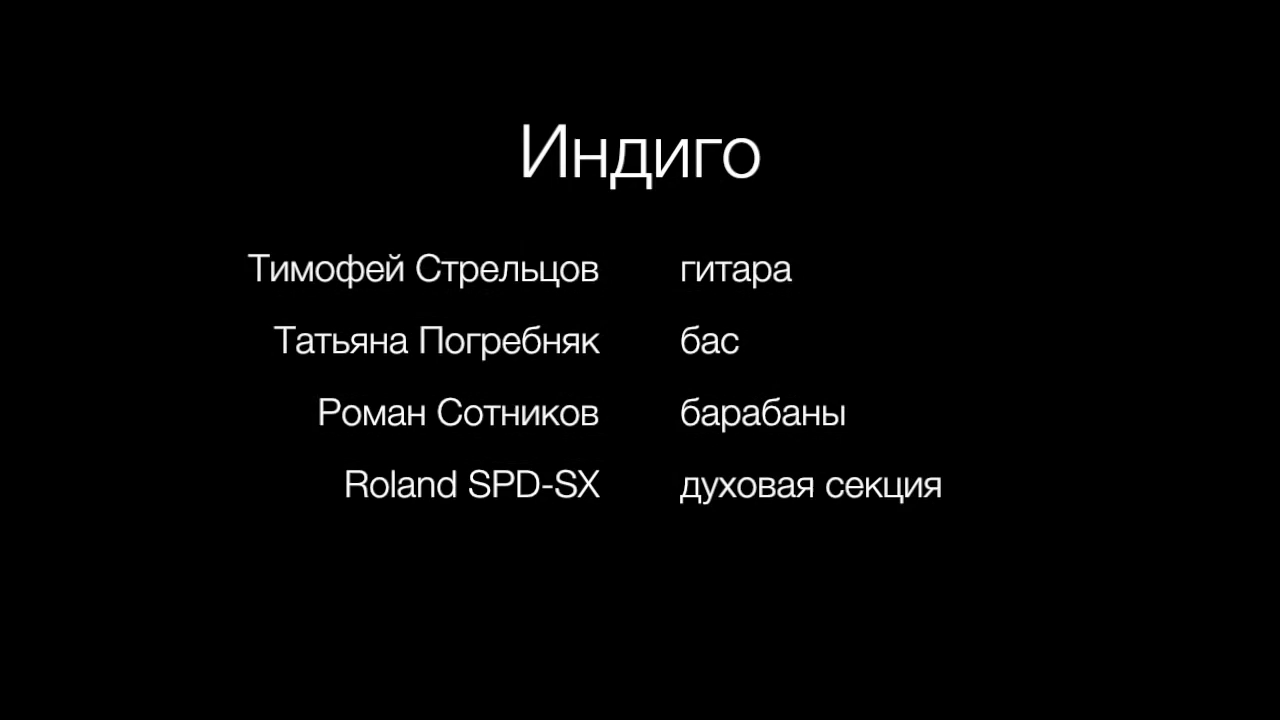 Индиго
Тимофей Стрельцов гитара
Татьяна Погребняк бас
Роман Сотников барабаны
Roland SPD-SX духовая секция